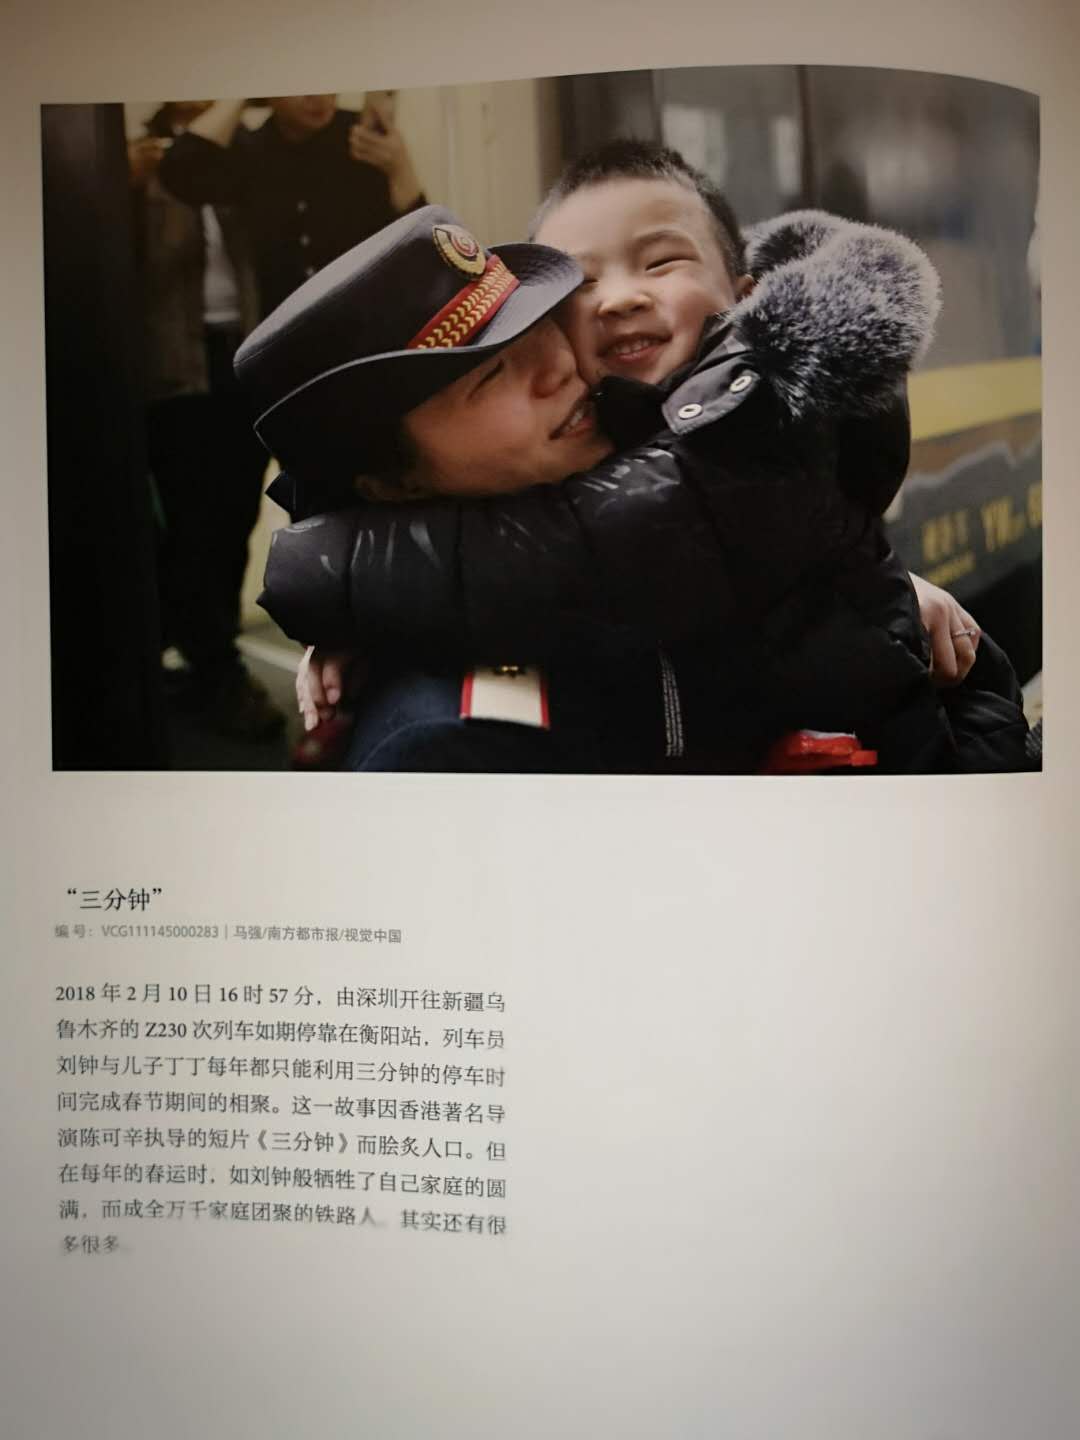 “三分钟”
编 号：VCG111145000283 | 马强/南方都市报/视觉中国
2018 年 2 月 10 日 16 时 57 分，由深圳开往新疆乌
鲁木齐的 Z230 次列车如期停靠在衡阳站，列车员
刘钟与儿子丁丁每年都只能利用三分钟的停车时
间完成春节期间的相聚。这一故事因香港著名导
演陈可辛执导的短片《三分钟》而脍炙人口。但
在每年的春运时，如刘钟般牺牲了自己家庭的圆
满，而成全万千家庭团聚的铁路人，其实还有很
多很多。